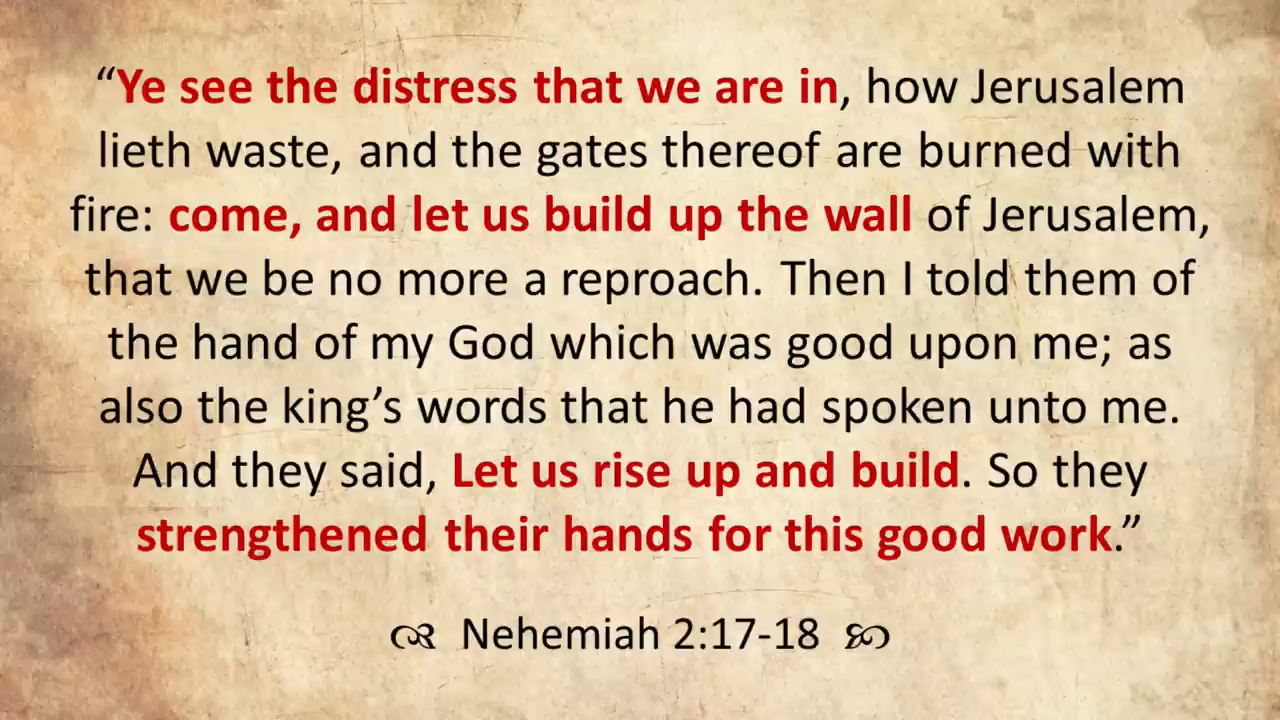 “Ye see the distress that we are in, how Jerusalem
lieth waste, and the gates thereof are burned with
fire: come, and let us build up the wall of Jerusalem,
that we be no more a reproach. Then I told them of
the hand of my God which was good upon me; as
also the king’s words that he had spoken unto me.
And they said, Let us rise up and build. So they
strengthened their hands for this good work.”
Nehemiah 2:17-18